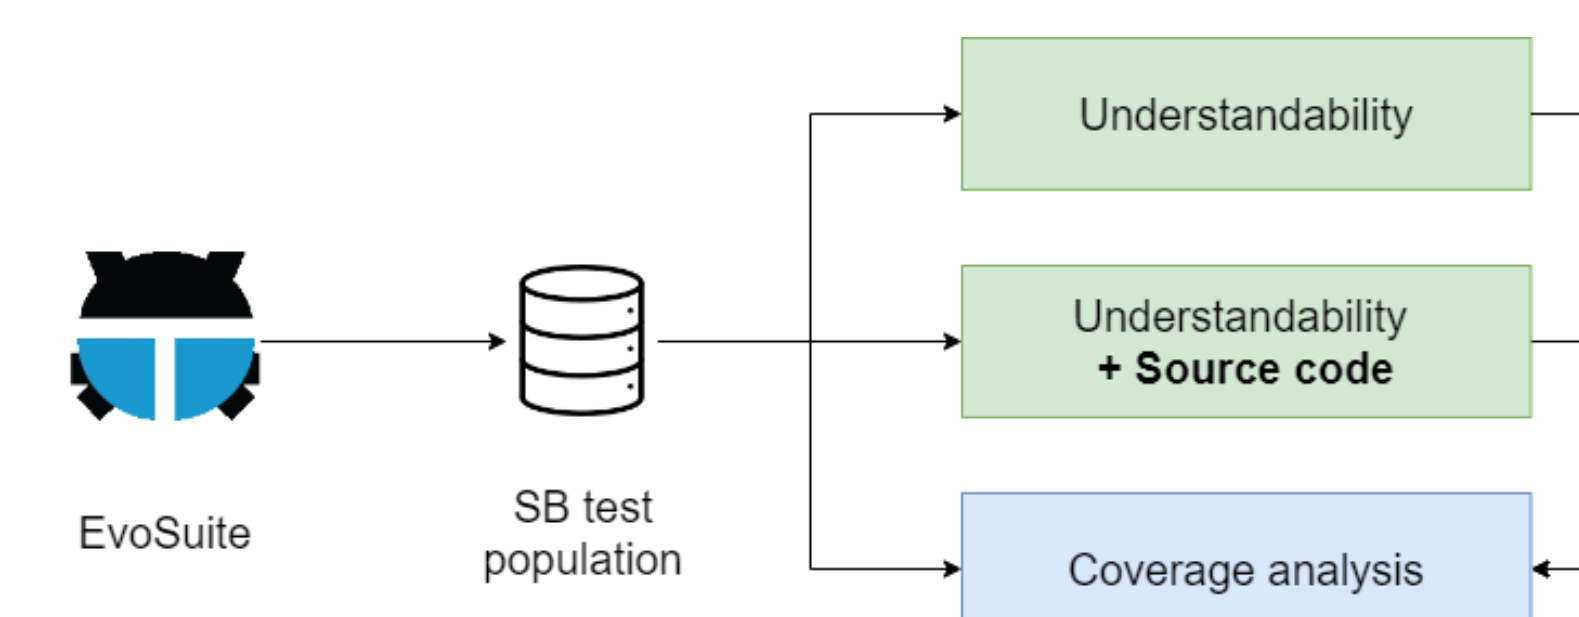 Understandability
Understandability
+ Source code
EvoSuite
SB test
population
Coverage analysis